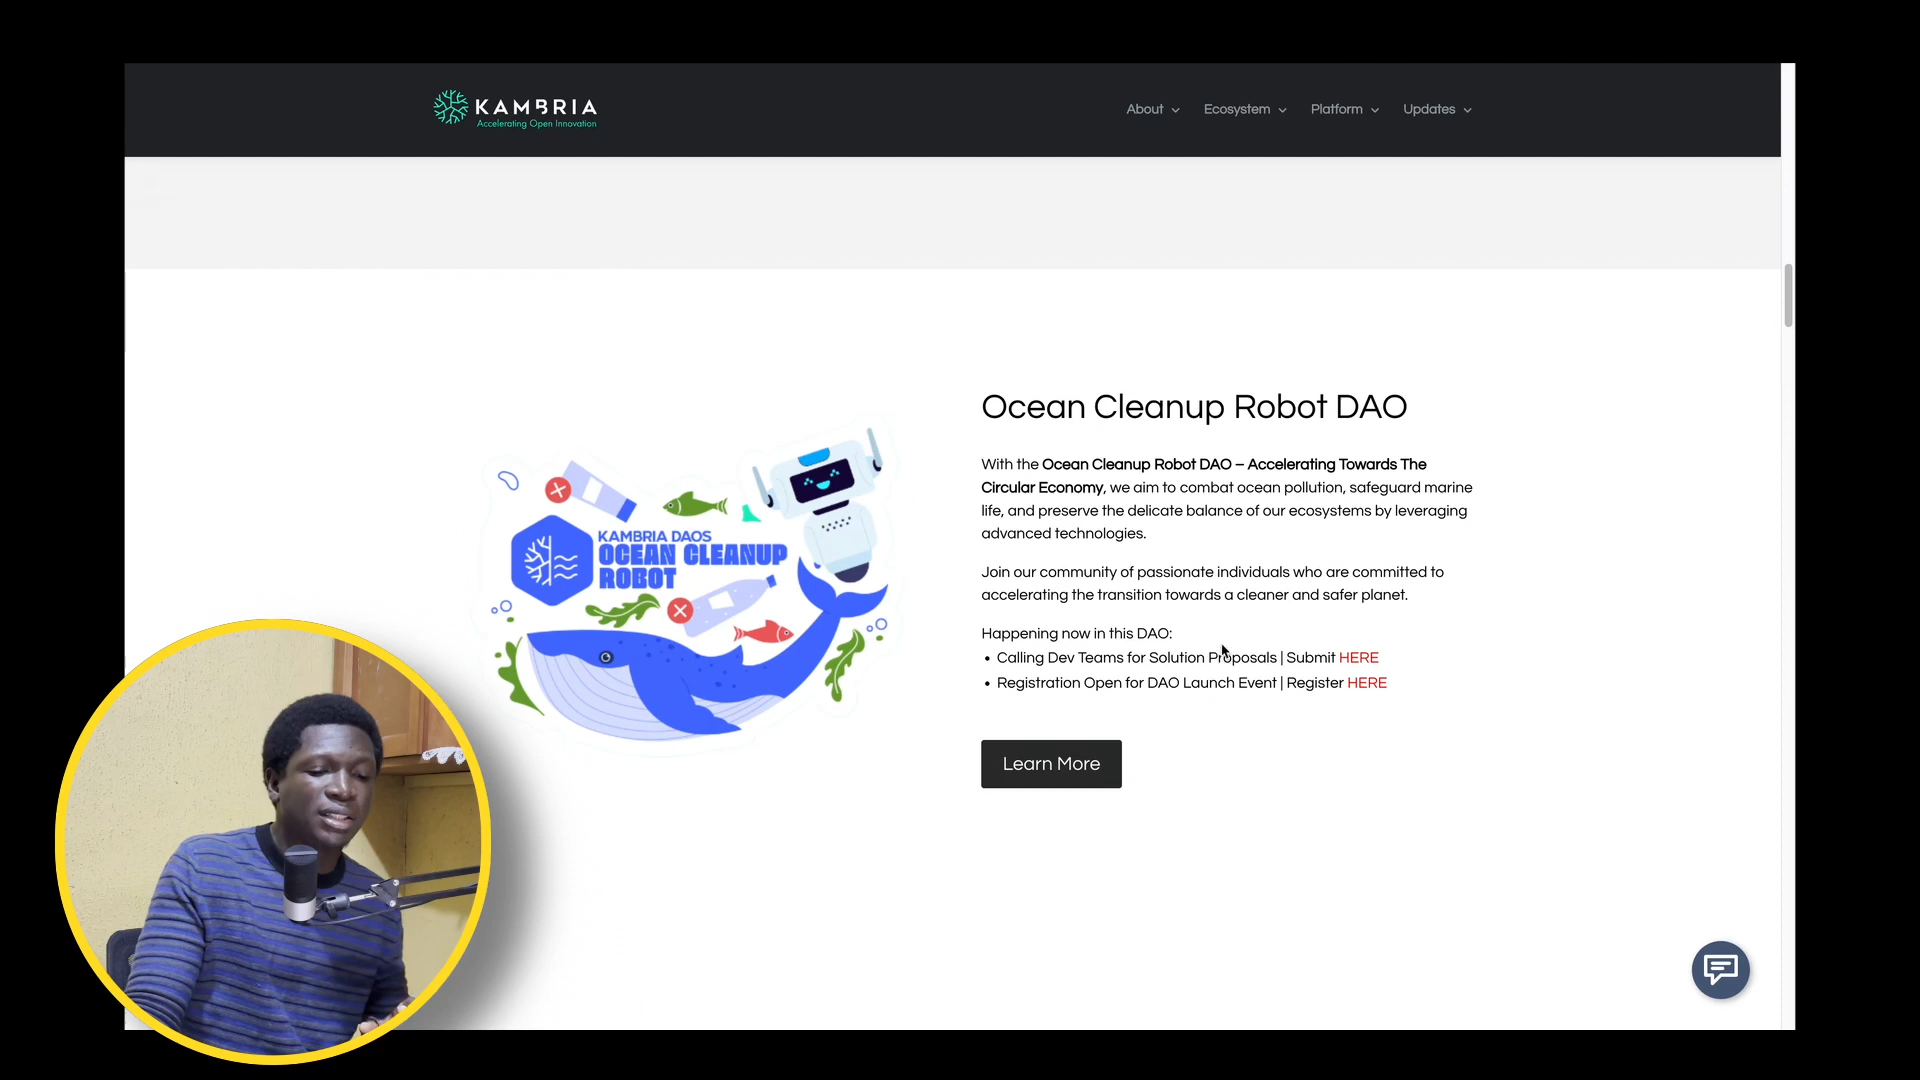 KAMBRIA
Accelerating Open Innovation
About
Ecosystem
Platform
Updates
KAMBRIA DAOS
OCEAN CLEANUP
ROBOT
Ocean Cleanup Robot DAO
With the Ocean Cleanup Robot DAO – Accelerating Towards The
Circular Economy, we aim to combat ocean pollution, safeguard marine
life, and preserve the delicate balance of our ecosystems by leveraging
advanced technologies.
Join our community of passionate individuals who are committed to
accelerating the transition towards a cleaner and safer planet.
Happening now in this DAO:
• Calling Dev Teams for Solution Proposals | Submit HERE
• Registration Open for DAO Launch Event | Register HERE
Learn More